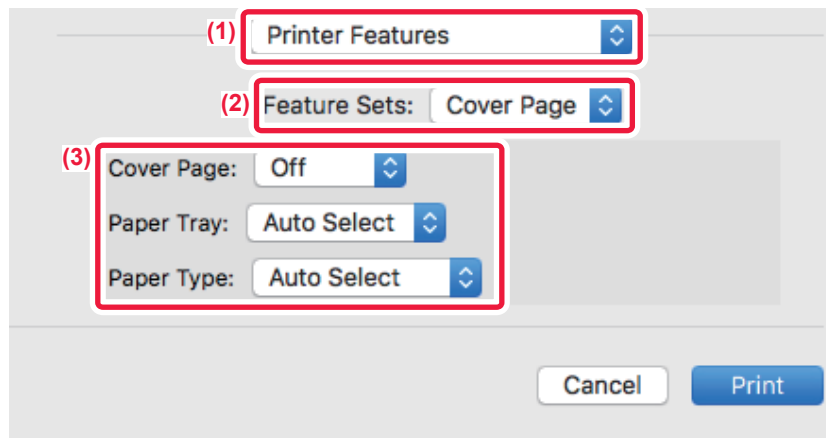 (1) Printer Features
(2) Feature Sets: Cover Page
(3) Cover Page: Off
Paper Tray: Auto Select
Paper Type: Auto Select
Cancel Print